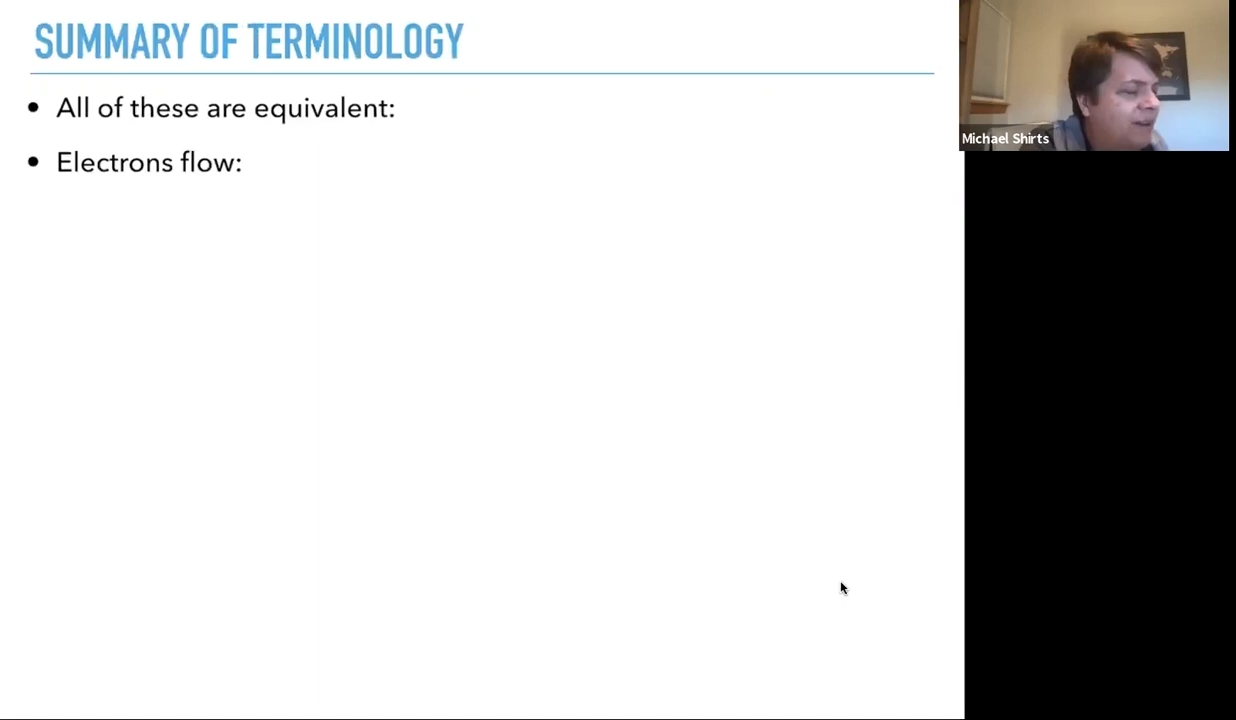 SUMMARY OF TERMINOLOGY
All of these are equivalent:
Electrons flow:
Michael Shirts